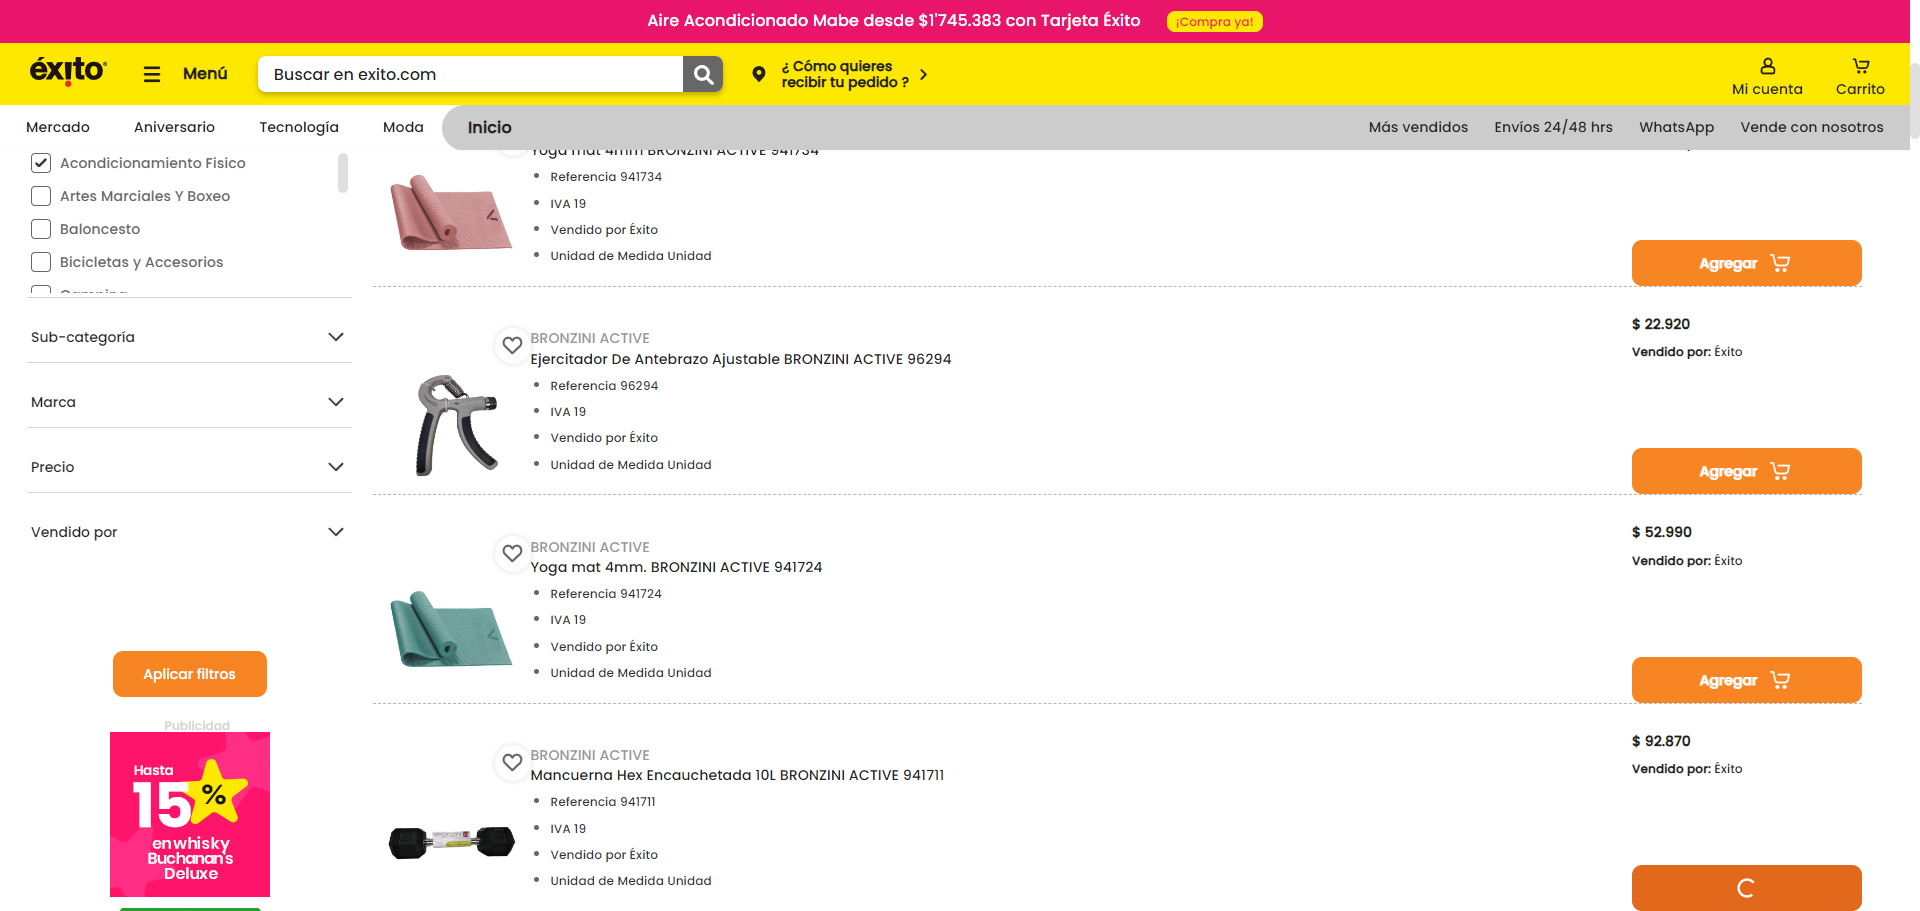 Aire Acondicionado Mabe desde $1'745.383 con Tarjeta Éxito
¡Compra ya!
éxito
Menú
Buscar en exito.com
¿ Cómo quieres
recibir tu pedido ?
Mi cuenta
Carrito
Mercado
Aniversario
Tecnología
Moda
Inicio
Más vendidos
Envíos 24/48 hrs
WhatsApp
Vende con nosotros
Acondicionamiento Fisico
Artes Marciales Y Boxeo
Baloncesto
Bicicletas y Accesorios
Sub-categoría
Marca
Precio
Vendido por
Aplicar filtros
Publicidad
Hasta
15%
en whisky
Buchanan's
Deluxe
Yoga mat 4mm BRONZINI ACTIVE 941734
Referencia 941734
IVA 19
Vendido por Éxito
Unidad de Medida Unidad
Agregar
BRONZINI ACTIVE
Ejercitador De Antebrazo Ajustable BRONZINI ACTIVE 96294
Referencia 96294
IVA 19
Vendido por Éxito
Unidad de Medida Unidad
$ 22.920
Vendido por: Éxito
Agregar
BRONZINI ACTIVE
Yoga mat 4mm. BRONZINI ACTIVE 941724
Referencia 941724
IVA 19
Vendido por Éxito
Unidad de Medida Unidad
$ 52.990
Vendido por: Éxito
Agregar
BRONZINI ACTIVE
Mancuerna Hex Encauchetada 10L BRONZINI ACTIVE 941711
Referencia 941711
IVA 19
Vendido por Éxito
Unidad de Medida Unidad
$ 92.870
Vendido por: Éxito